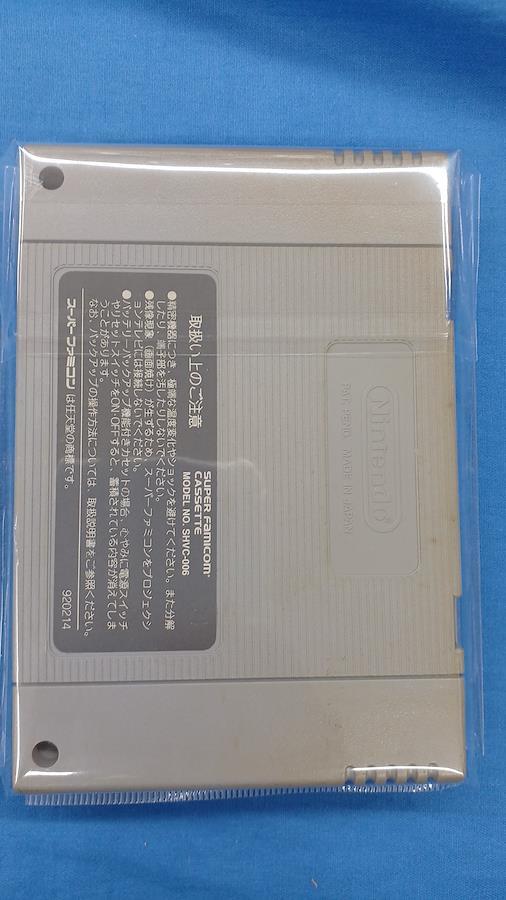 Nintendo
PAT. PEND. MADE IN JAPAN
SUPER FAMICOM
CASSETTE
MODEL NO. SHVC-006
取扱い上のご注意
●精密機器につき、極端な温度変化やショックを避けてください。また分解
したり、端子部を汚したりしないでください。
●残像現象（画面焼け）が生ずるため、スーパーファミコンをプロジェクシ
ョンテレビには接続しないでください。
●バッテリーバックアップ機能付きカセットの場合、むやみに電源スイッチ
やリセットスイッチをON・OFFすると、蓄積されている内容が消えてしま
うことがあります。
なお、バックアップの操作方法については、取扱説明書をご参照ください。
スーパーファミコンは任天堂の商標です。
920214